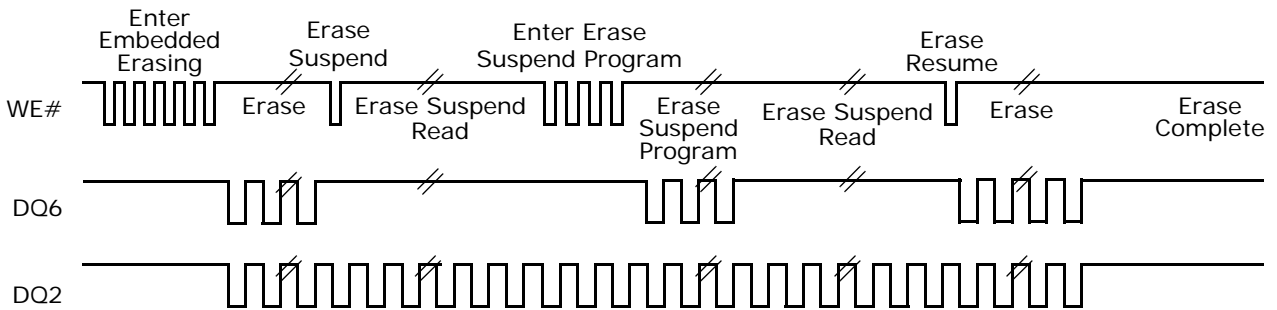 Enter
Embedded
Erasing
Erase
Suspend
Enter Erase
Suspend Program
Erase
Resume
WE#
Erase
Erase Suspend
Read
Erase
Suspend
Program
Erase Suspend
Read
Erase
Erase
Complete
DQ6
DQ2